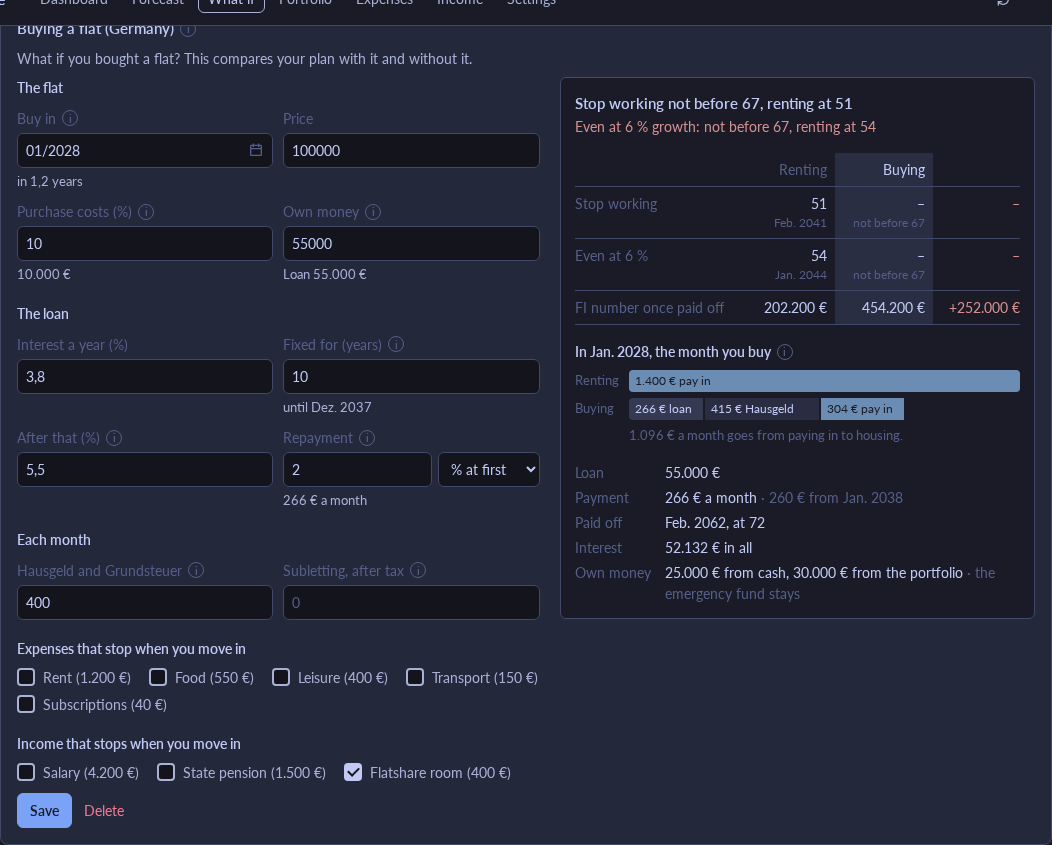 Dashboard Forecast What if Portfolio Expenses Income Settings
Buying a flat (Germany)
What if you bought a flat? This compares your plan with it and without it.
The flat
Buy in
Price
01/2028
100000
in 1,2 years
Purchase costs (%)
Own money
10
55000
10.000 €
Loan 55.000 €
The loan
Interest a year (%)
Fixed for (years)
3,8
10
until Dez. 2037
After that (%)
Repayment
5,5
2
% at first
266 € a month
Each month
Hausgeld and Grundsteuer
Subletting, after tax
400
0
Expenses that stop when you move in
Rent (1.200 €) Food (550 €) Leisure (400 €) Transport (150 €)
Subscriptions (40 €)
Income that stops when you move in
Salary (4.200 €) State pension (1.500 €) Flatshare room (400 €)
Save Delete
Stop working not before 67, renting at 51
Even at 6 % growth: not before 67, renting at 54
Renting Buying
Stop working 51 – –
Feb. 2041 not before 67
Even at 6 % 54 – –
Jan. 2044 not before 67
FI number once paid off 202.200 € 454.200 € +252.000 €
In Jan. 2028, the month you buy
Renting 1.400 € pay in
Buying 266 € loan 415 € Hausgeld 304 € pay in
1.096 € a month goes from paying in to housing.
Loan 55.000 €
Payment 266 € a month · 260 € from Jan. 2038
Paid off Feb. 2062, at 72
Interest 52.132 € in all
Own money 25.000 € from cash, 30.000 € from the portfolio · the
emergency fund stays